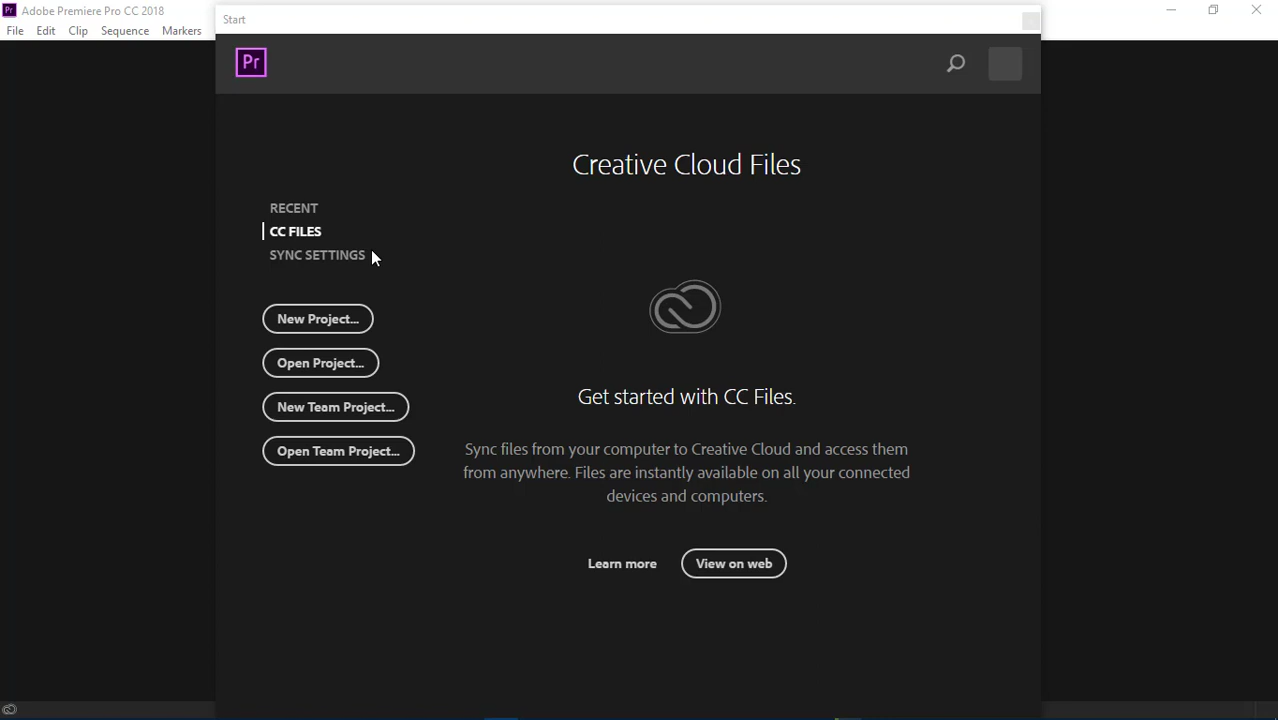 Pr Adobe Premiere Pro CC 2018
File Edit Clip Sequence Markers
Start
Pr
Creative Cloud Files
RECENT
CC FILES
SYNC SETTINGS
New Project...
Open Project...
New Team Project...
Open Team Project...
Get started with CC Files.
Sync files from your computer to Creative Cloud and access them
from anywhere. Files are instantly available on all your connected
devices and computers.
Learn more View on web